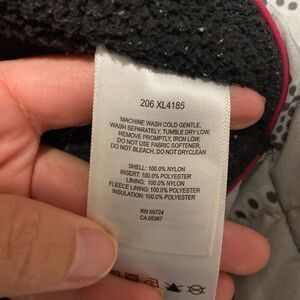 206 XL4185
MACHINE WASH COLD GENTLE,
WASH SEPARATELY, TUMBLE DRY LOW,
REMOVE PROMPTLY, IRON LOW,
DO NOT USE FABRIC SOFTENER,
DO NOT BLEACH, DO NOT DRYCLEAN
SHELL: 100.0% NYLON
INSERT: 100.0% POLYESTER
LINING: 100.0% NYLON
FLEECE LINING: 100.0% POLYESTER
INSULATION: 100.0% POLYESTER
RN 69724
CA 05367